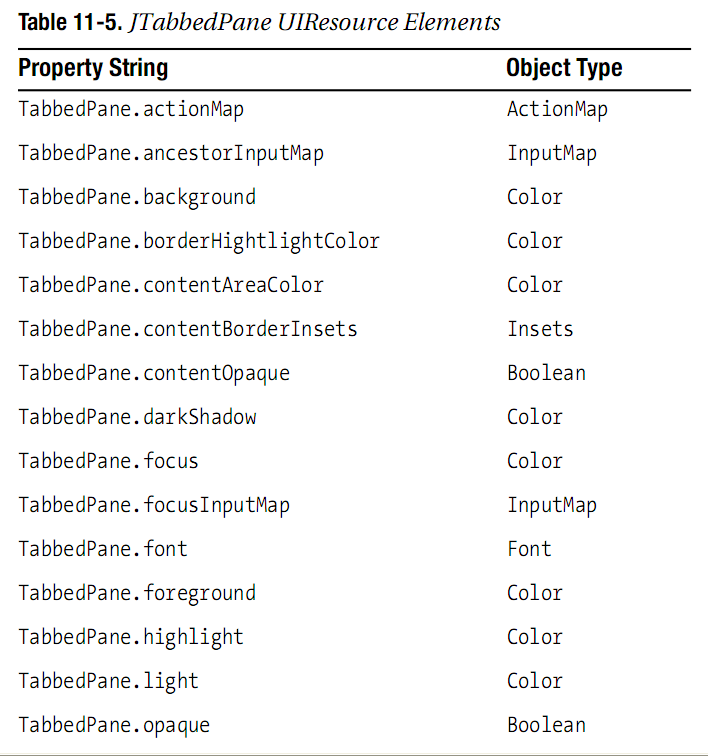 Table 11-5. JTabbedPane UIResource Elements
Property String Object Type
TabbedPane.actionMap ActionMap
TabbedPane.ancestorInputMap InputMap
TabbedPane.background Color
TabbedPane.borderHightlightColor Color
TabbedPane.contentAreaColor Color
TabbedPane.contentBorderInsets Insets
TabbedPane.contentOpaque Boolean
TabbedPane.darkShadow Color
TabbedPane.focus Color
TabbedPane.focusInputMap InputMap
TabbedPane.font Font
TabbedPane.foreground Color
TabbedPane.highlight Color
TabbedPane.light Color
TabbedPane.opaque Boolean